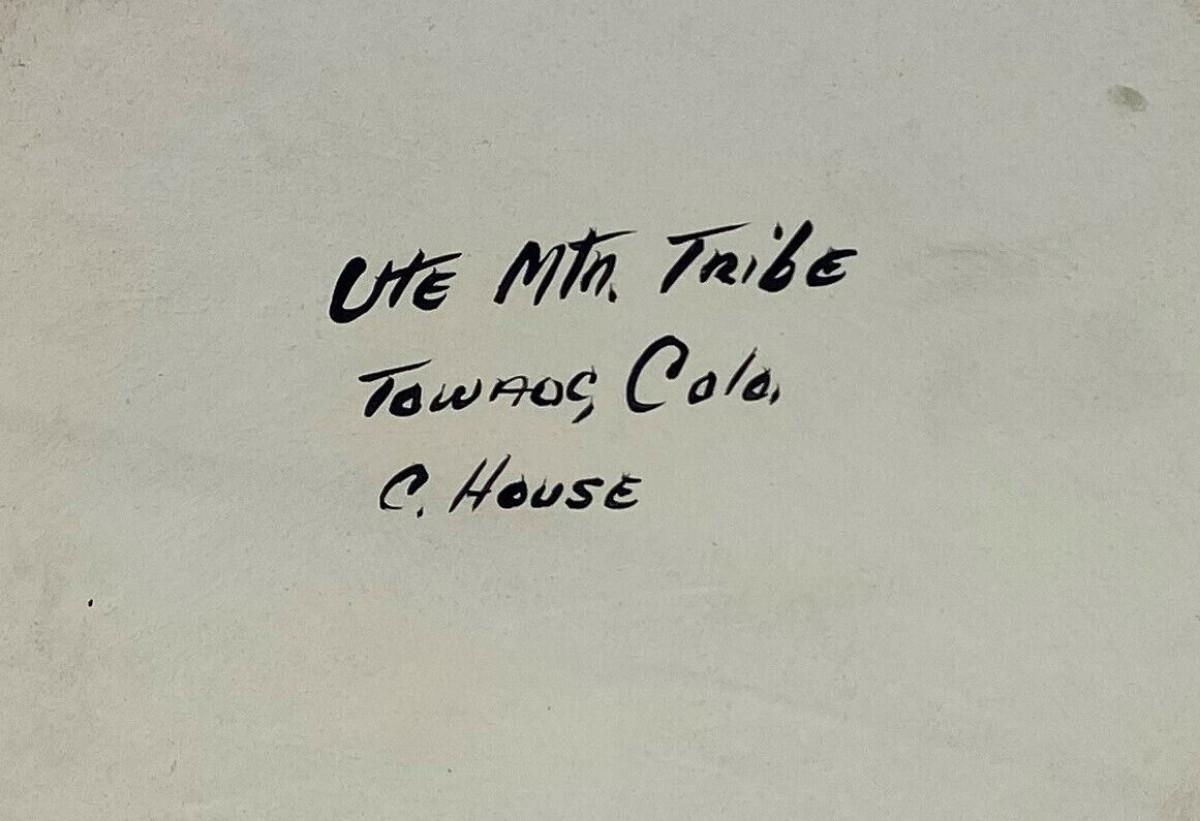 Ute Mtn. Tribe
Towaoc, Colo.
C. House